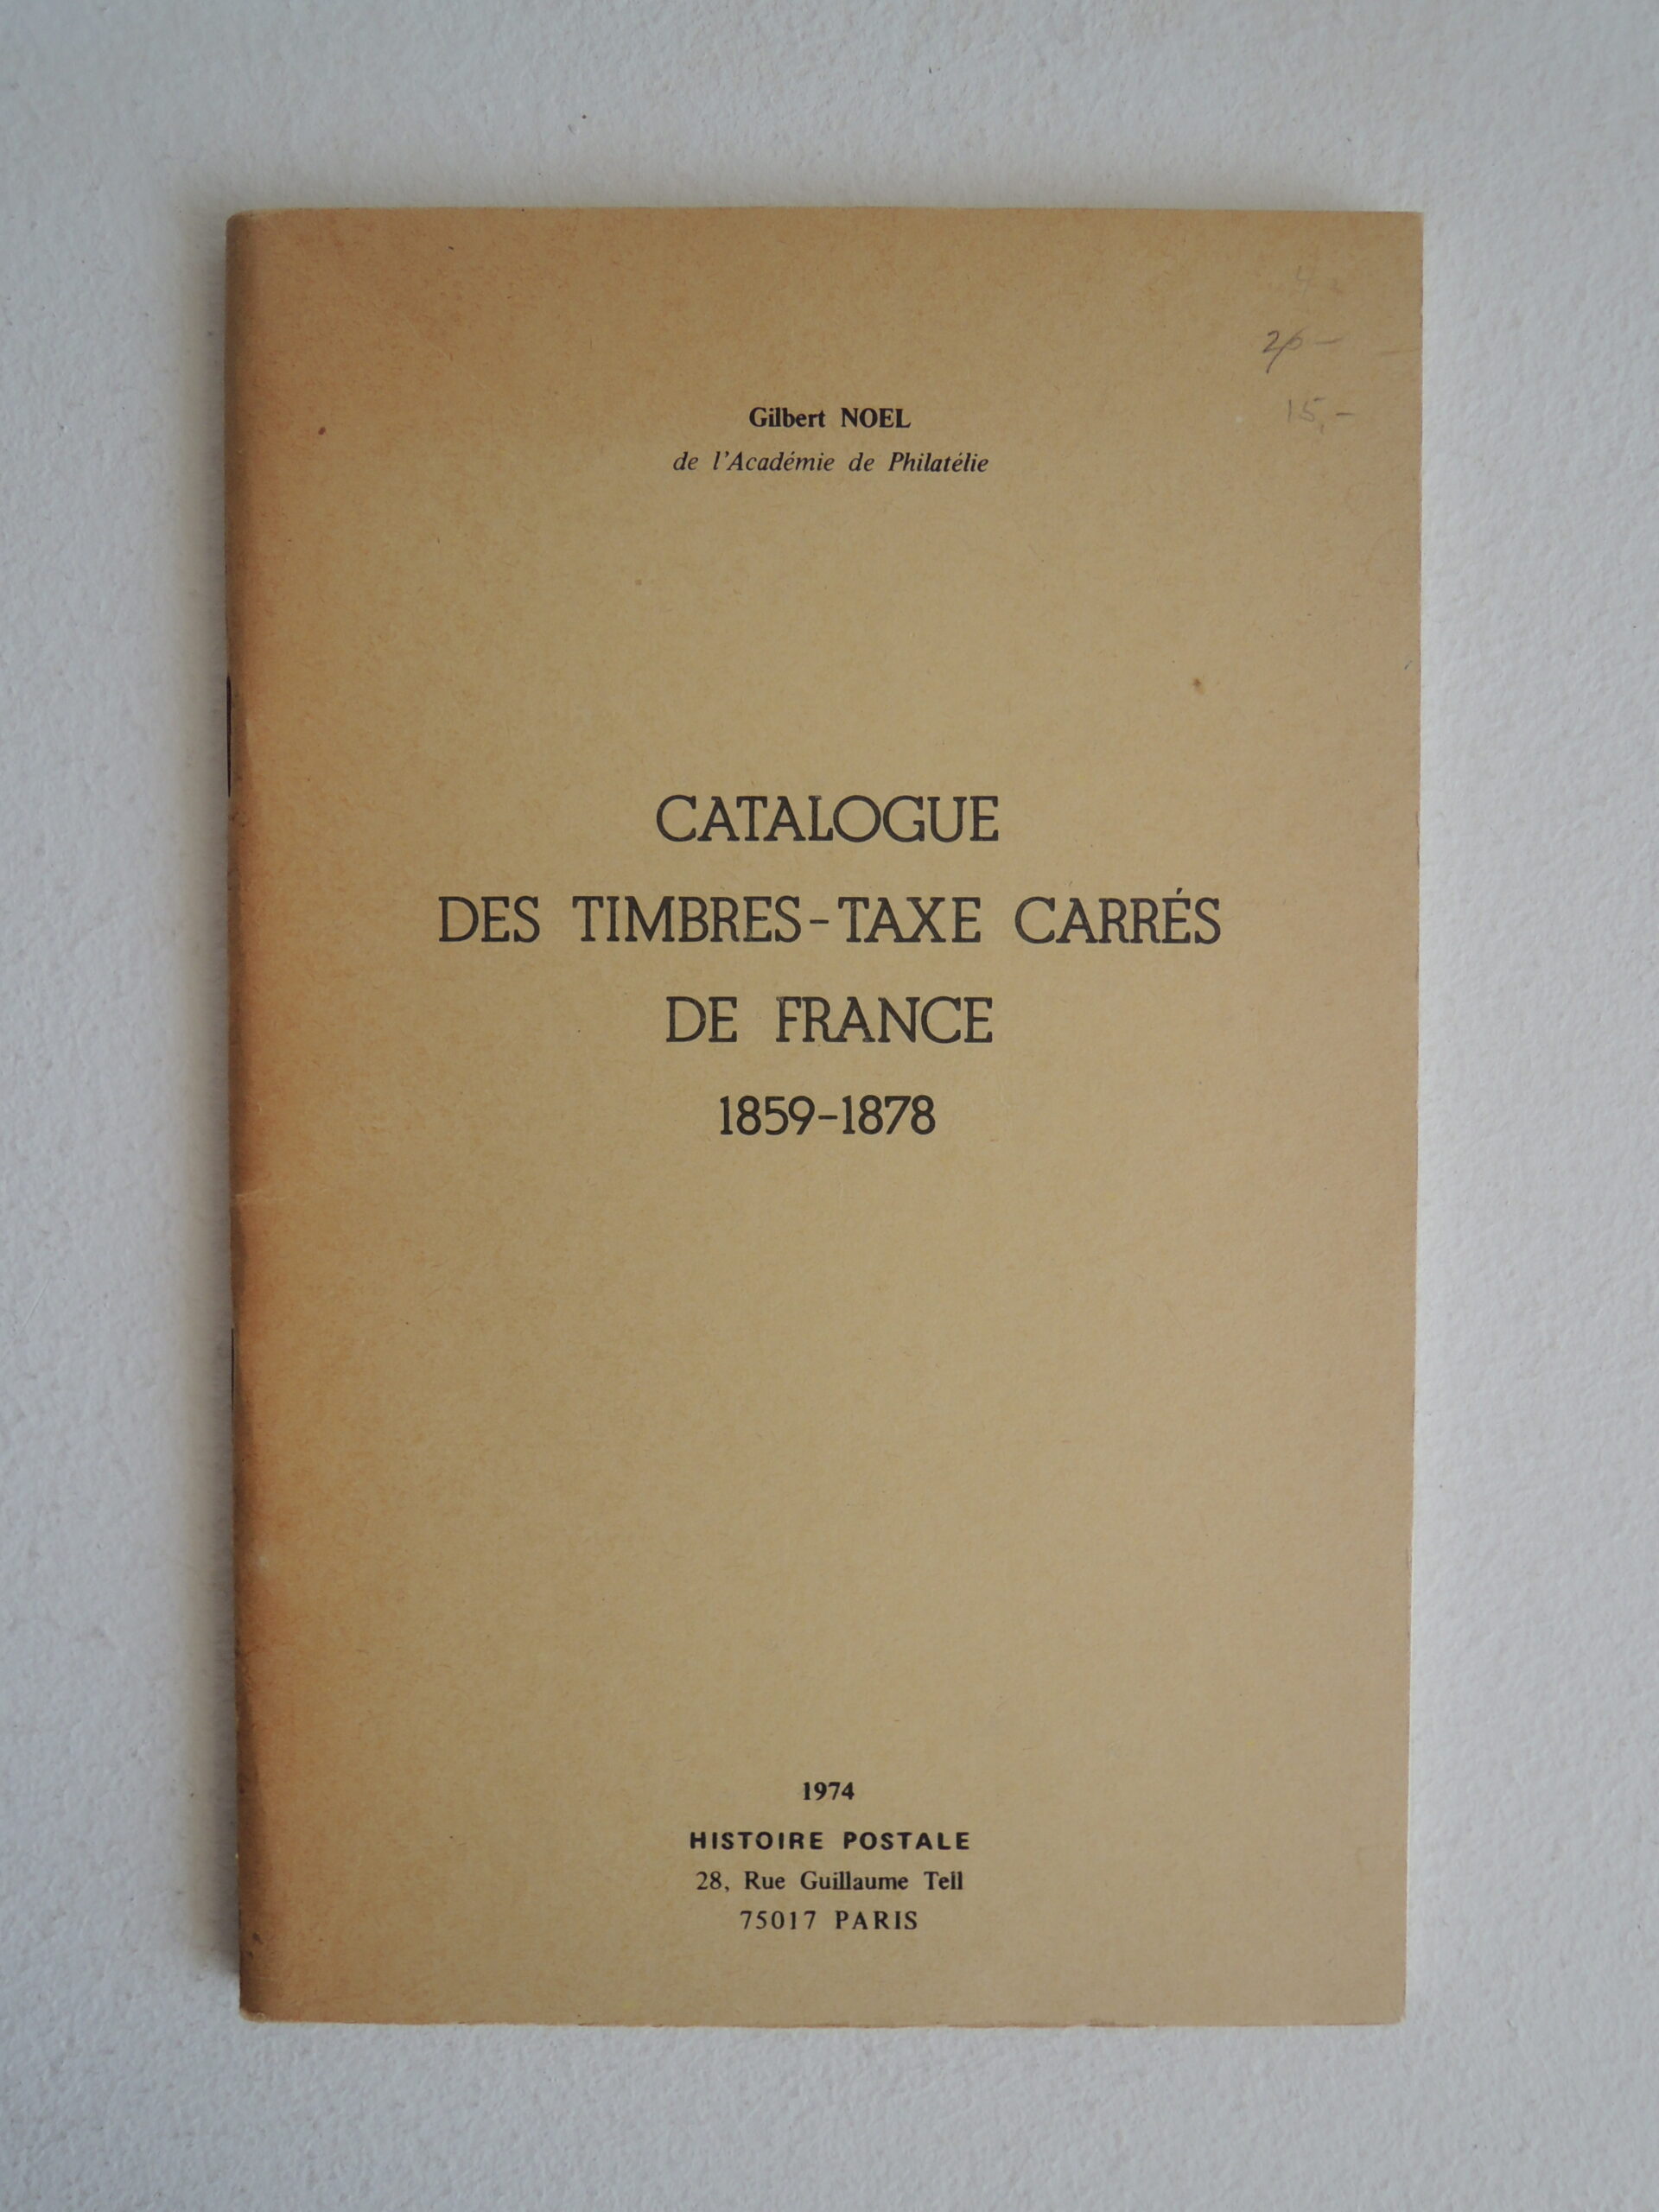 Gilbert NOEL
de l'Académie de Philatélie
15,-
CATALOGUE
DES TIMBRES-TAXE CARRÉS
DE FRANCE
1859-1878
1974
HISTOIRE POSTALE
28, Rue Guillaume Tell
75017 PARIS